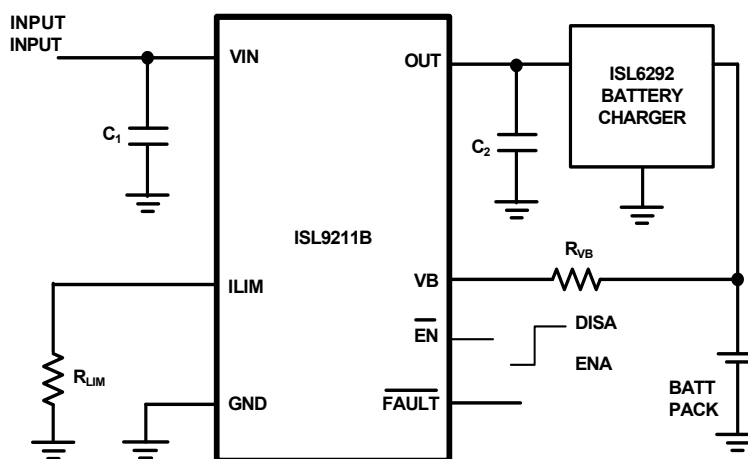 INPUT
INPUT
VIN
OUT
ISL6292
BATTERY
CHARGER
C1
C2
ISL9211B
RVB
ILIM
VB
EN
DISA
ENA
RLIM
GND
FAULT
BATT
PACK